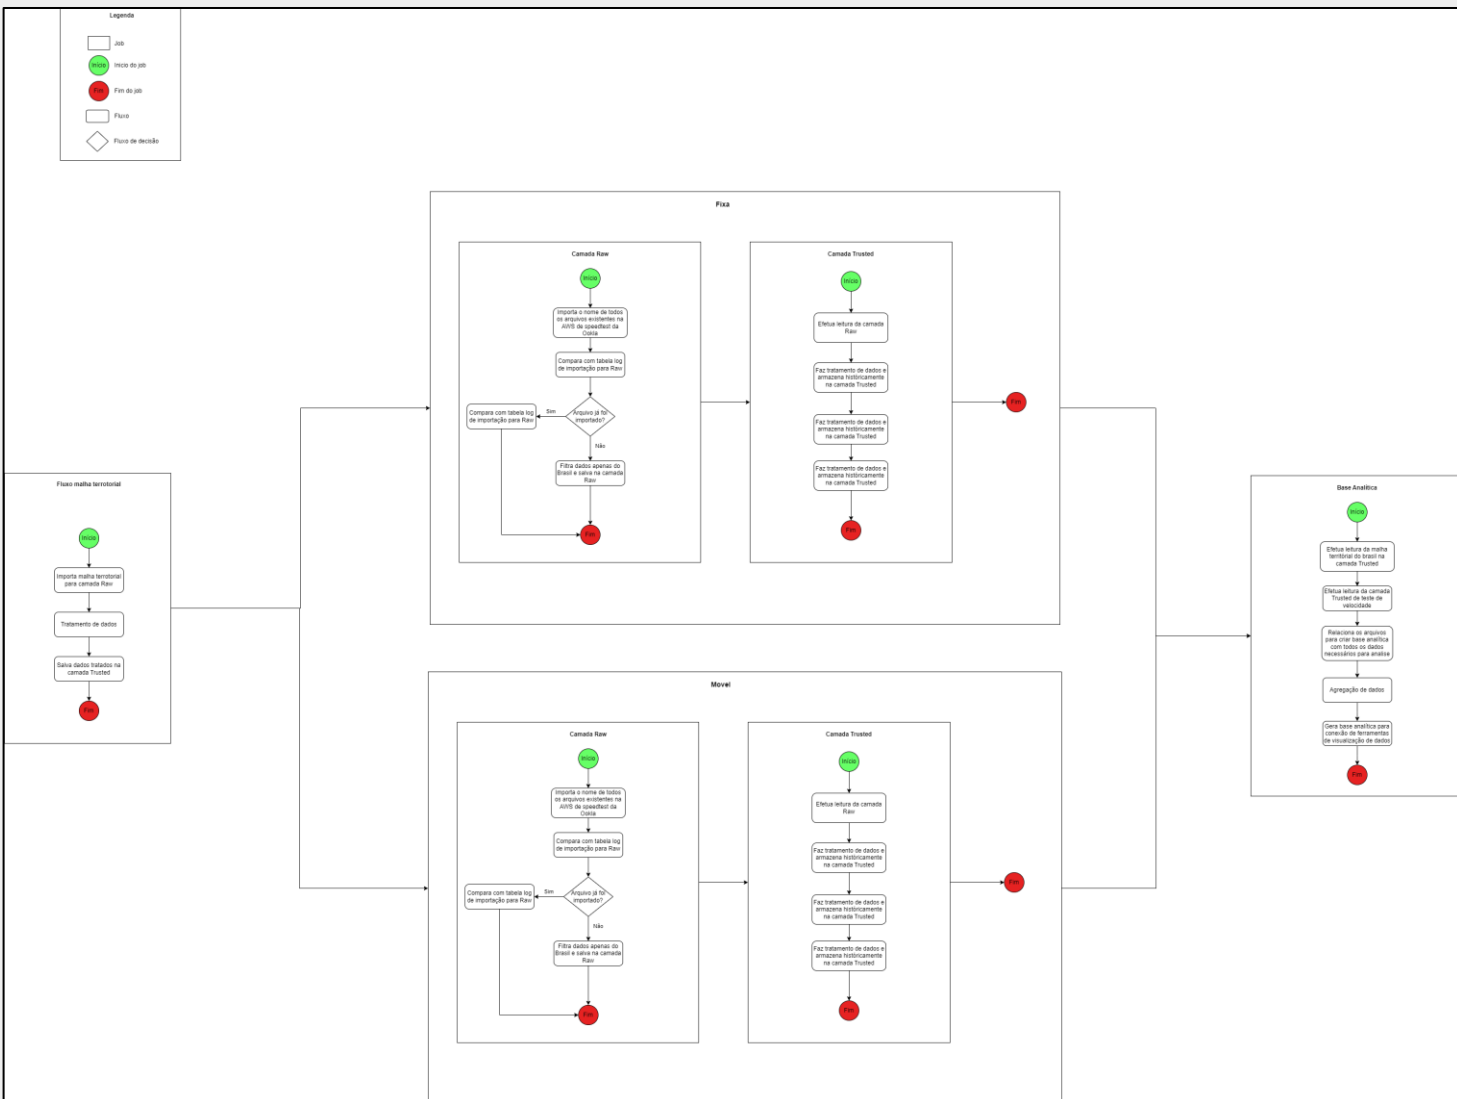 Legenda
Job
Início
Inicio do job
Fim
Fim do job
Fluxo
Fluxo de decisão
Fluxo malha terrotorial
Início
Importa malha terrotorial
para camada Raw
Tratamento de dados
Salva dados tratados na
camada Trusted
Fim
Fixa
Camada Raw
Início
Importa o nome de todos
os arquivos existentes na
AWS de speedtest da
Ookla
Compara com tabela log
de importação para Raw
Arquivo já foi
importado?
Sim
Compara com tabela log
de importação para Raw
Não
Filtra dados apenas do
Brasil e salva na camada
Raw
Fim
Camada Trusted
Início
Efetua leitura da camada
Raw
Faz tratamento de dados e
armazena históricamente
na camada Trusted
Faz tratamento de dados e
armazena históricamente
na camada Trusted
Faz tratamento de dados e
armazena históricamente
na camada Trusted
Fim
Fim
Movel
Camada Raw
Início
Importa o nome de todos
os arquivos existentes na
AWS de speedtest da
Ookla
Compara com tabela log
de importação para Raw
Arquivo já foi
importado?
Sim
Compara com tabela log
de importação para Raw
Não
Filtra dados apenas do
Brasil e salva na camada
Raw
Fim
Camada Trusted
Início
Efetua leitura da camada
Raw
Faz tratamento de dados e
armazena históricamente
na camada Trusted
Faz tratamento de dados e
armazena históricamente
na camada Trusted
Faz tratamento de dados e
armazena históricamente
na camada Trusted
Fim
Fim
Base Analítica
Início
Efetua leitura da malha
territórial do brasil na
camada Trusted
Efetua leitura da camada
Trusted de teste de
velocidade
Relaciona os arquivos
para criar base analítica
com todos os dados
necessários para analise
Agregação de dados
Gera base analítica para
conexão de ferramentas
de visualização de dados
Fim